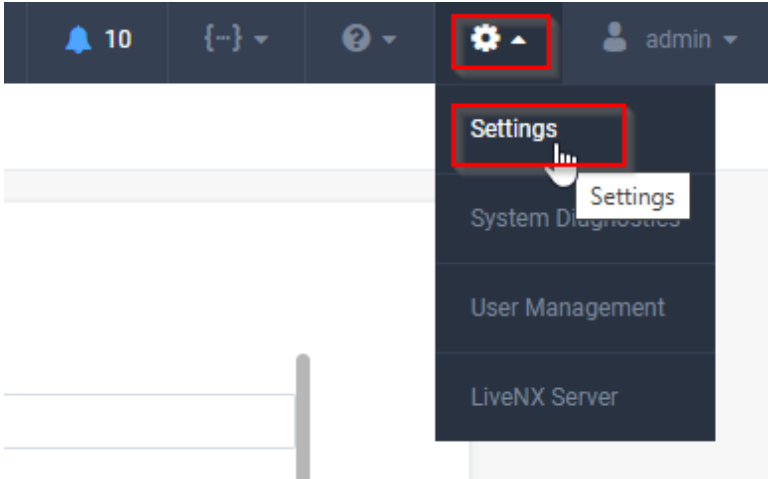 10 {···} admin
Settings
Settings
System Diagnostics
User Management
LiveNX Server